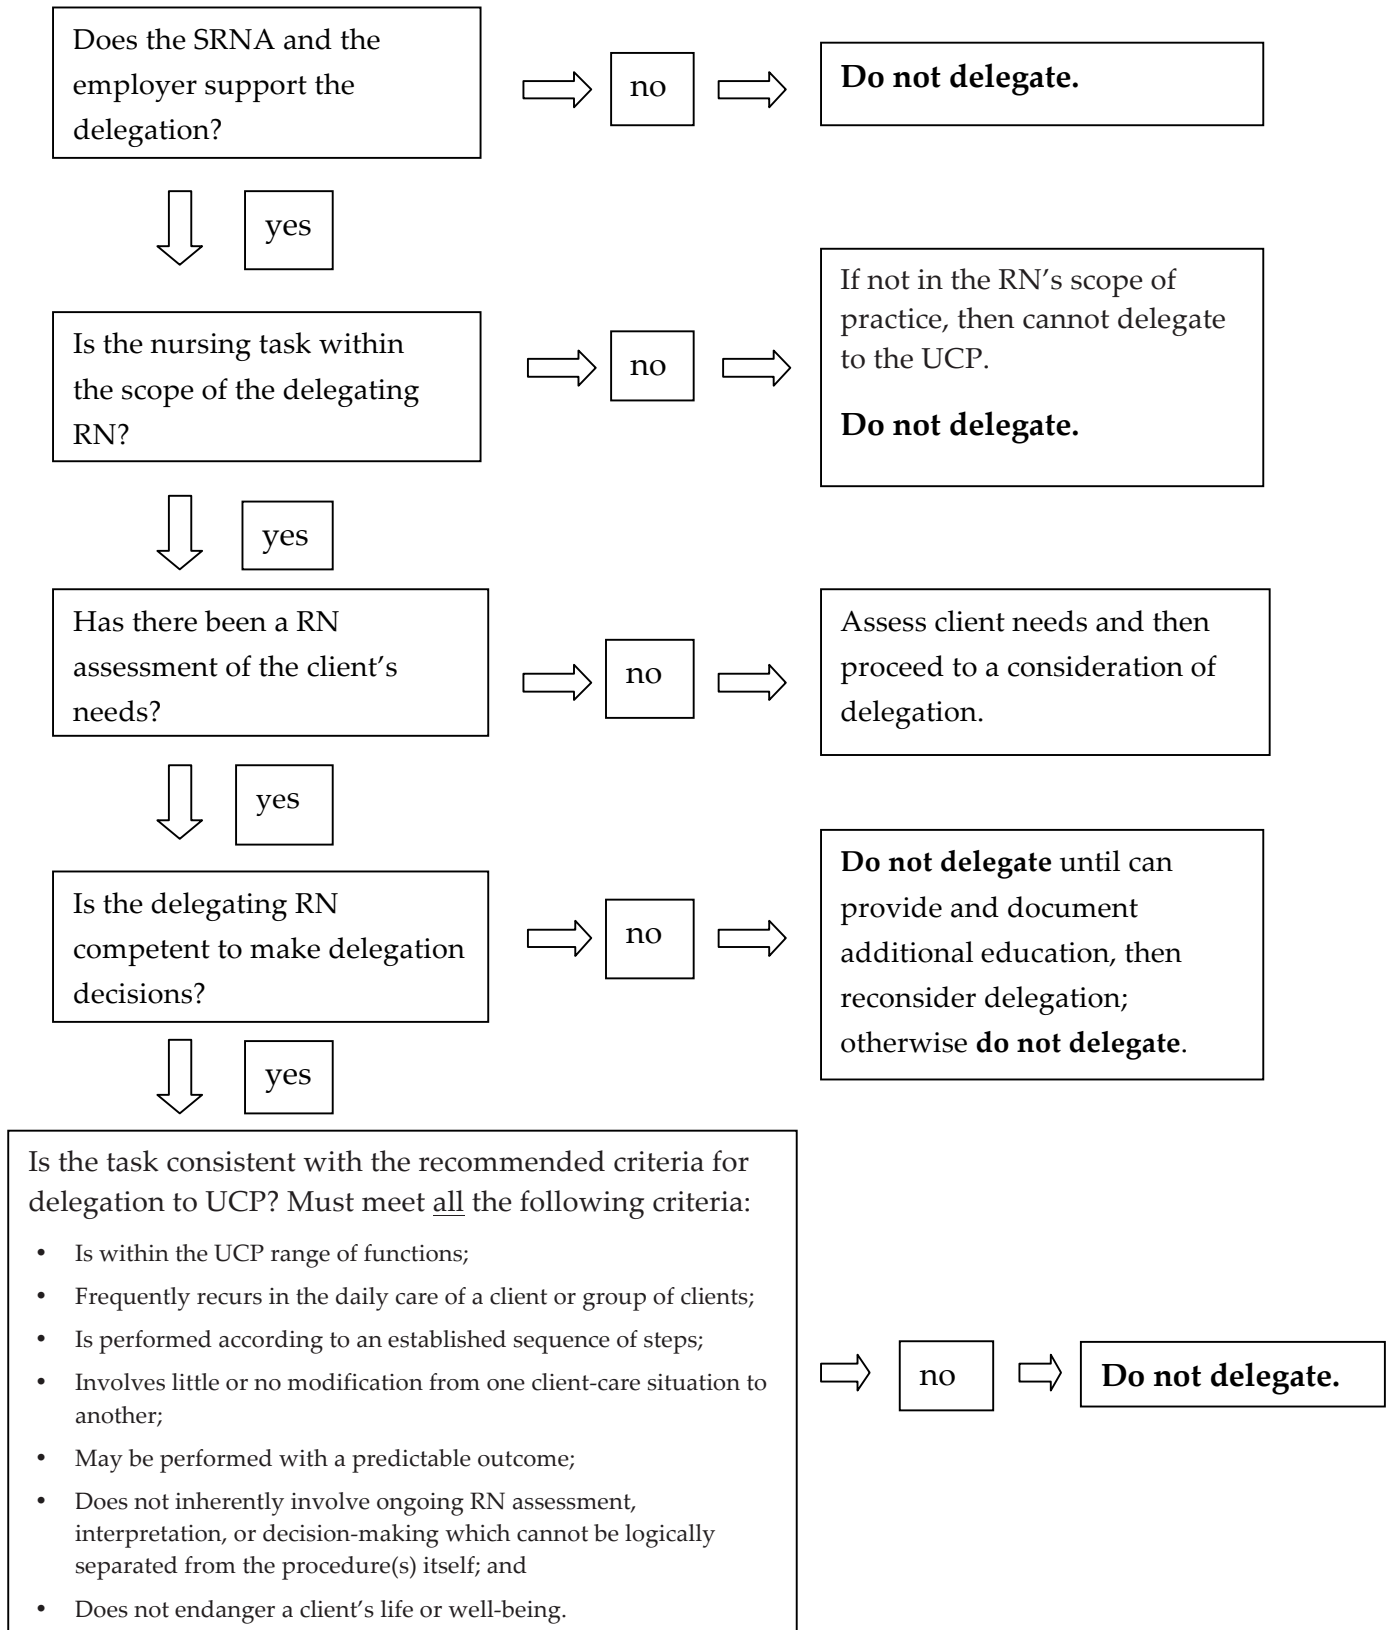 Does the SRNA and the
employer support the
delegation?
no
Do not delegate.
yes
Is the nursing task within
the scope of the delegating
RN?
no
If not in the RN’s scope of
practice, then cannot delegate
to the UCP.
Do not delegate.
yes
Has there been a RN
assessment of the client’s
needs?
no
Assess client needs and then
proceed to a consideration of
delegation.
yes
Is the delegating RN
competent to make delegation
decisions?
no
Do not delegate until can
provide and document
additional education, then
reconsider delegation;
otherwise do not delegate.
yes
Is the task consistent with the recommended criteria for
delegation to UCP? Must meet all the following criteria:
• Is within the UCP range of functions;
• Frequently recurs in the daily care of a client or group of clients;
• Is performed according to an established sequence of steps;
• Involves little or no modification from one client-care situation to
another;
• May be performed with a predictable outcome;
• Does not inherently involve ongoing RN assessment,
interpretation, or decision-making which cannot be logically
separated from the procedure(s) itself; and
• Does not endanger a client’s life or well-being.
no
Do not delegate.